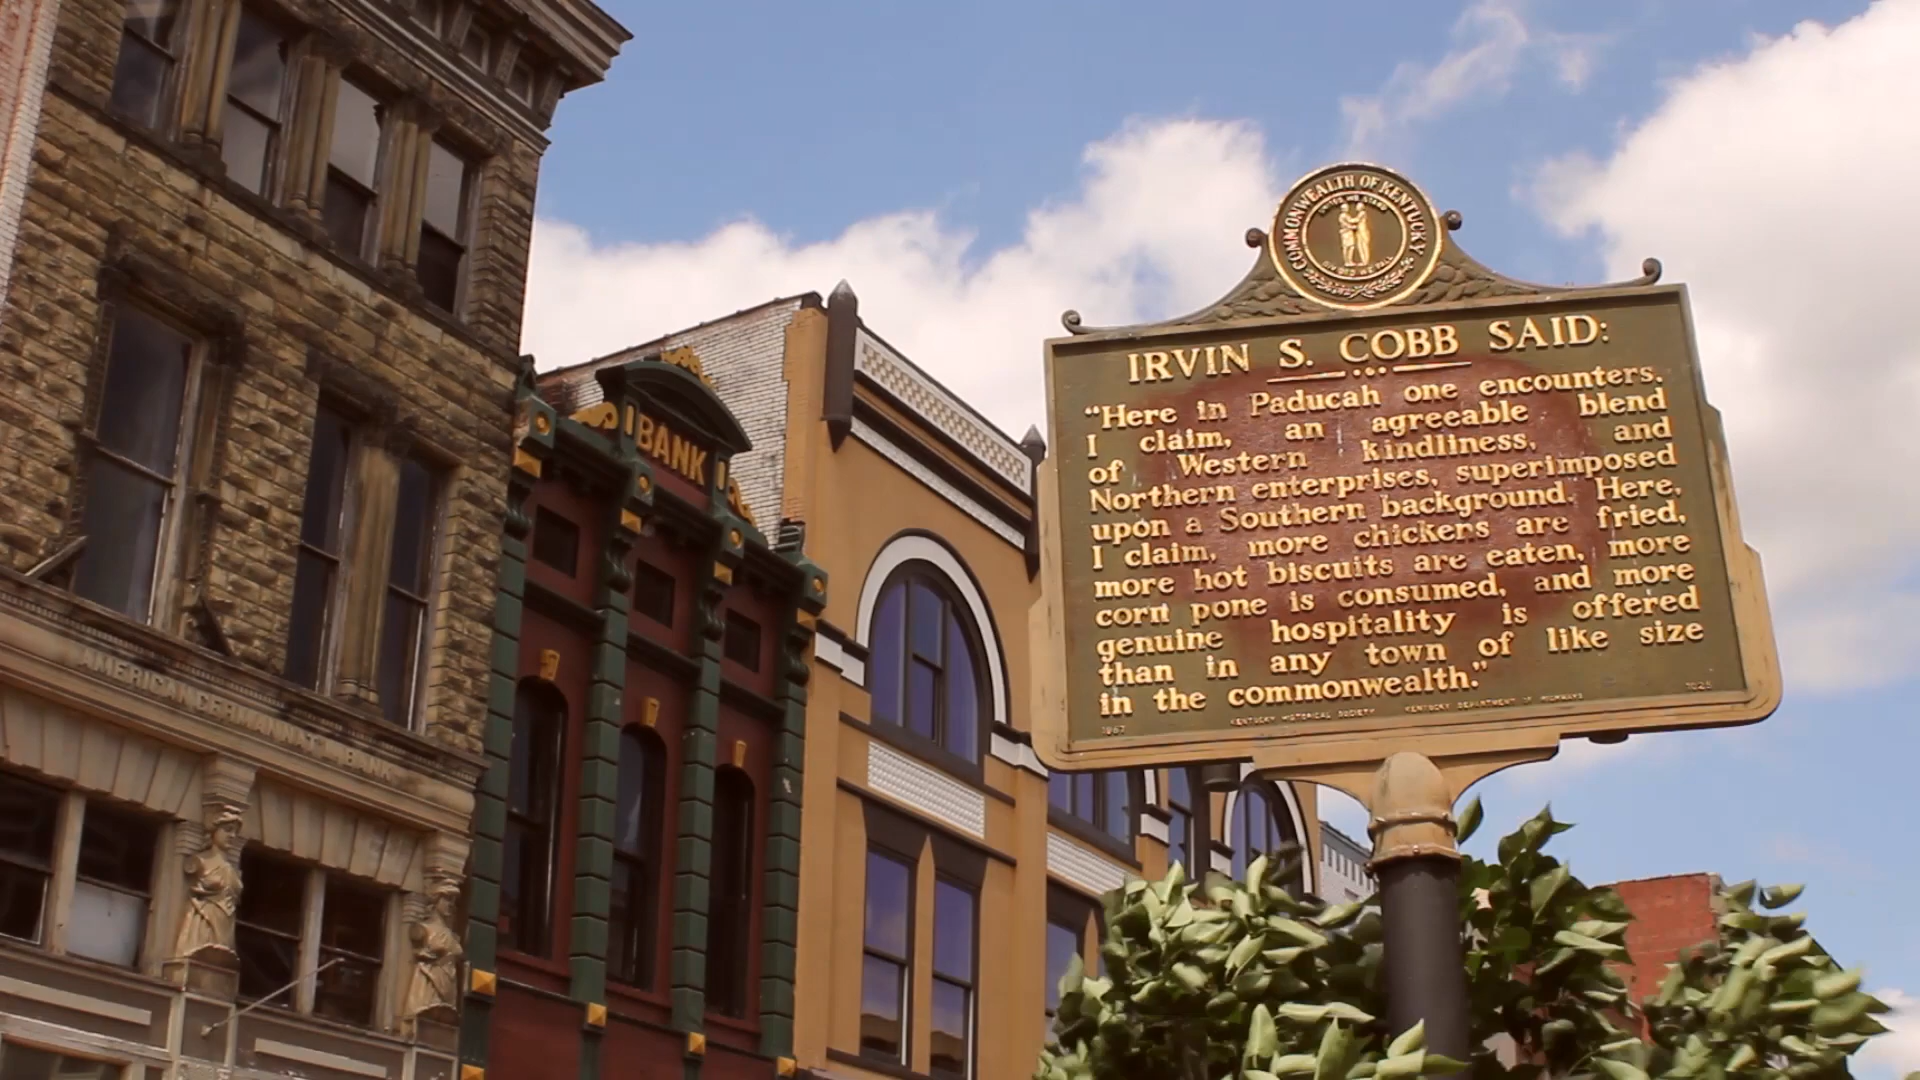 COMMONWEALTH OF KENTUCKY
UNITED WE STAND
DIVIDED WE FALL
IRVIN S. COBB SAID:
“Here in Paducah one encounters,
I claim, an agreeable blend
of Western kindliness, and
Northern enterprises, superimposed
upon a Southern background. Here,
I claim, more chickens are fried,
more hot biscuits are eaten, more
corn pone is consumed, and more
genuine hospitality is offered
than in any town of like size
in the commonwealth.”
1967 KENTUCKY HISTORICAL SOCIETY KENTUCKY DEPARTMENT OF HIGHWAYS
BANK
AMERICAN GERMAN NAT'L BANK